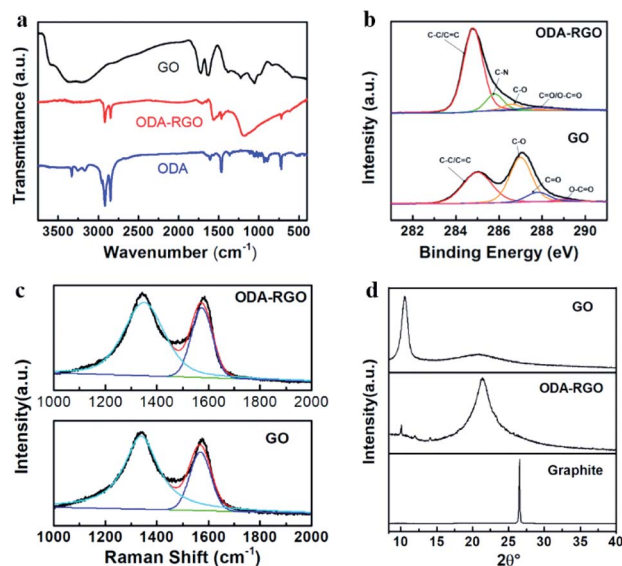 a
GO
ODA-RGO
ODA
Transmittance (a.u.)
3500 3000 2500 2000 1500 1000 500
Wavenumber (cm⁻¹)
b
ODA-RGO
C-C/C=C
C-N
C-O
C=O/O-C=O
GO
C-O
C-C/C=C
C=O
O-C=O
Intensity (a.u.)
282 284 286 288 290
Binding Energy (eV)
c
ODA-RGO
1000 1200 1400 1600 1800 2000
GO
Intensity(a.u.)
1000 1200 1400 1600 1800 2000
Raman Shift (cm⁻¹)
d
GO
ODA-RGO
Graphite
Intensity(a.u.)
10 15 20 25 30 35 40
2θ°